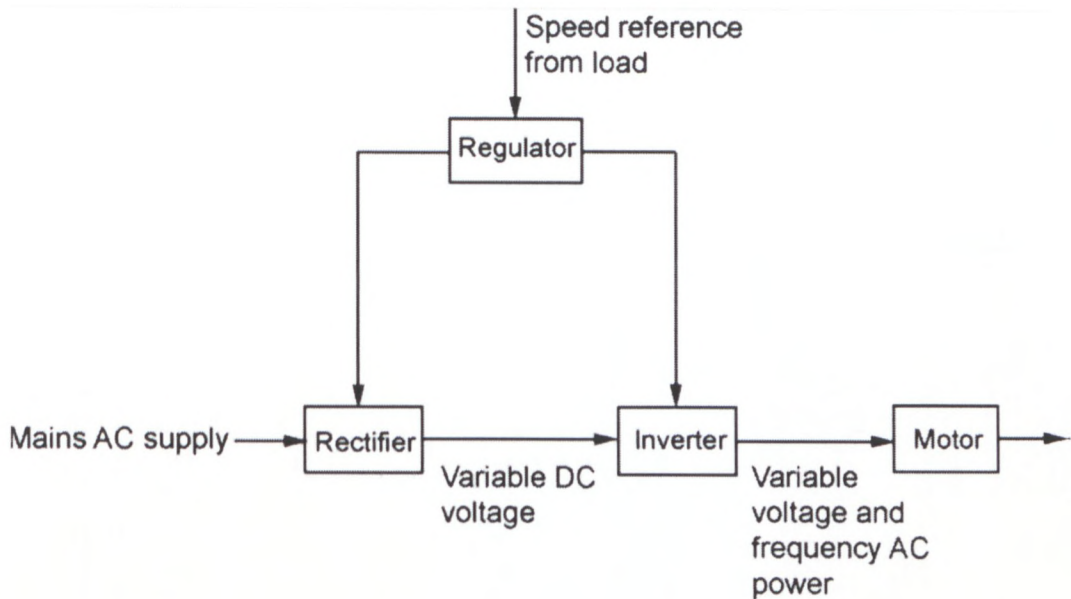 Speed reference
from load
Regulator
Mains AC supply
Rectifier
Inverter
Motor
Variable DC
voltage
Variable
voltage and
frequency AC
power